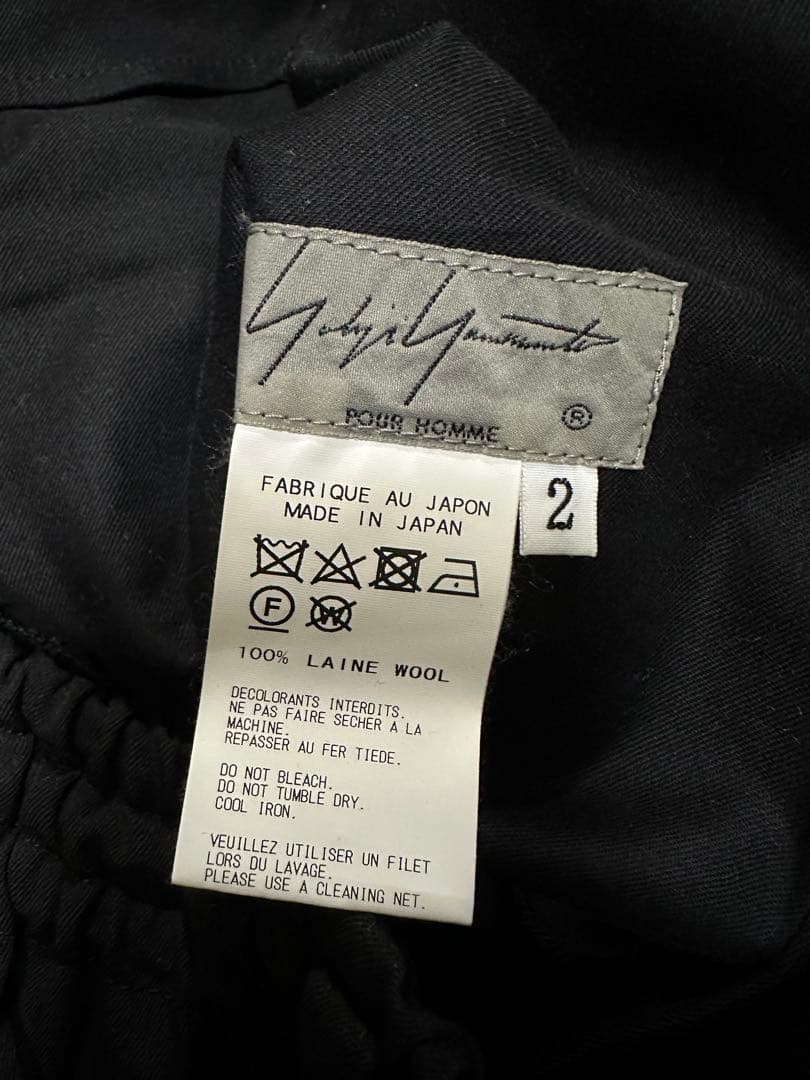 Yohji Yamamoto
POUR HOMME ®
2
FABRIQUE AU JAPON
MADE IN JAPAN
F W
100% LAINE WOOL
DECOLORANTS INTERDITS.
NE PAS FAIRE SECHER A LA
MACHINE.
REPASSER AU FER TIEDE.
DO NOT BLEACH.
DO NOT TUMBLE DRY.
COOL IRON.
VEUILLEZ UTILISER UN FILET
LORS DU LAVAGE.
PLEASE USE A CLEANING NET.